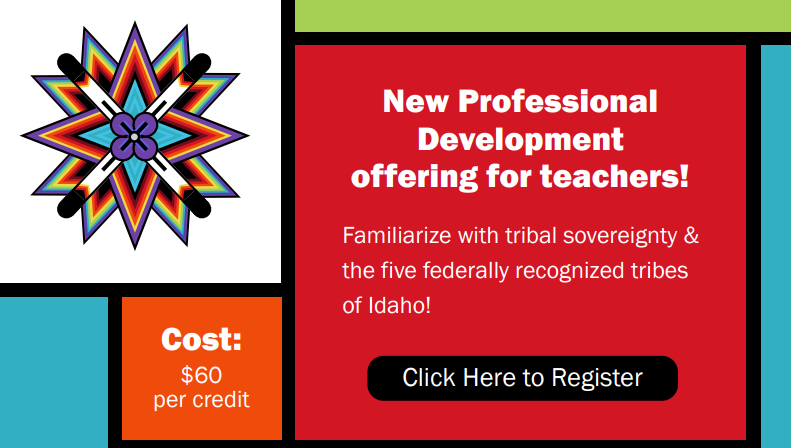 New Professional
Development
offering for teachers!
Familiarize with tribal sovereignty &
the five federally recognized tribes
of Idaho!
Click Here to Register
Cost:
$60
per credit